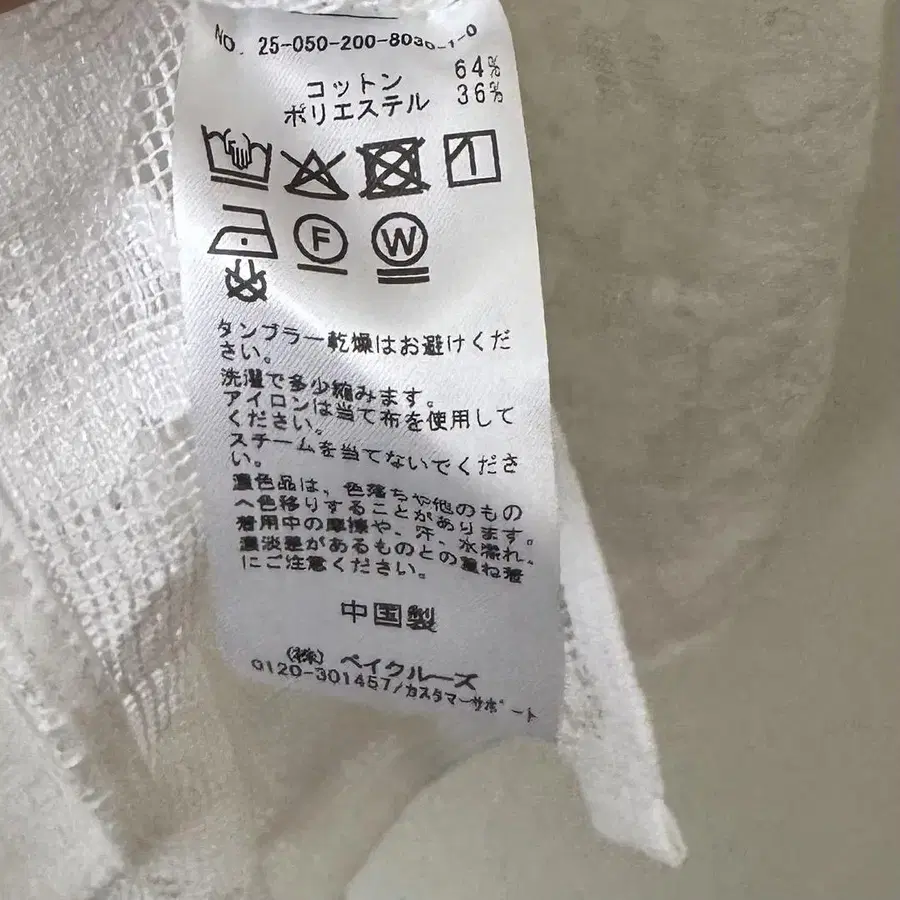 NO. 25-050-200-8030-1-0
コットン 64%
ポリエステル 36%
F W
タンブラー乾燥はお避けくだ
さい。
洗濯で多少縮みます。
アイロンは当て布を使用して
ください。
スチームを当てないでくださ
い。
濃色品は、色落ちや他のもの
へ色移りすることがあります。
着用中の摩擦や、汗、水濡れ、
濃淡差があるものとの重ね着
にご注意ください。
中国製
(株) ベイクルーズ
0120-301457/カスタマーサポート